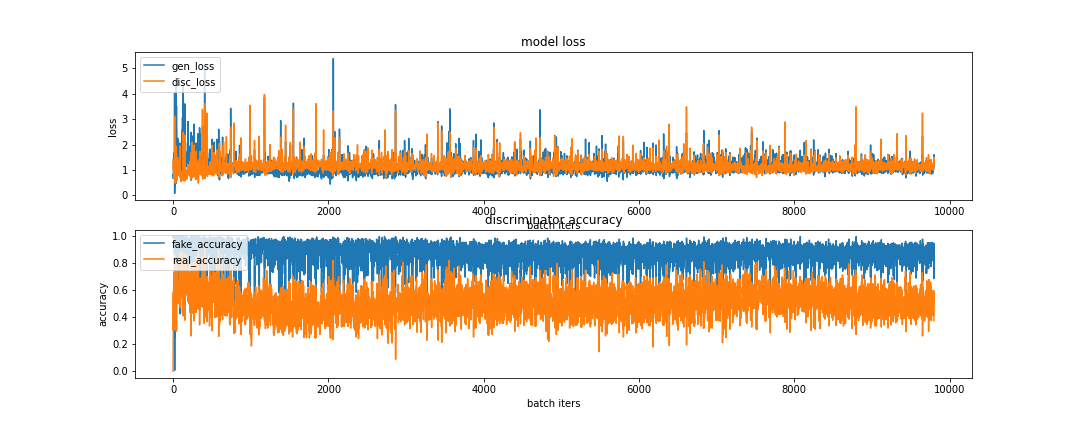 model loss
gen_loss
disc_loss
loss
5
4
3
2
1
0
0 2000 4000 6000 8000 10000
batch iters
discriminator accuracy
fake_accuracy
real_accuracy
accuracy
1.0
0.8
0.6
0.4
0.2
0.0
0 2000 4000 6000 8000 10000
batch iters